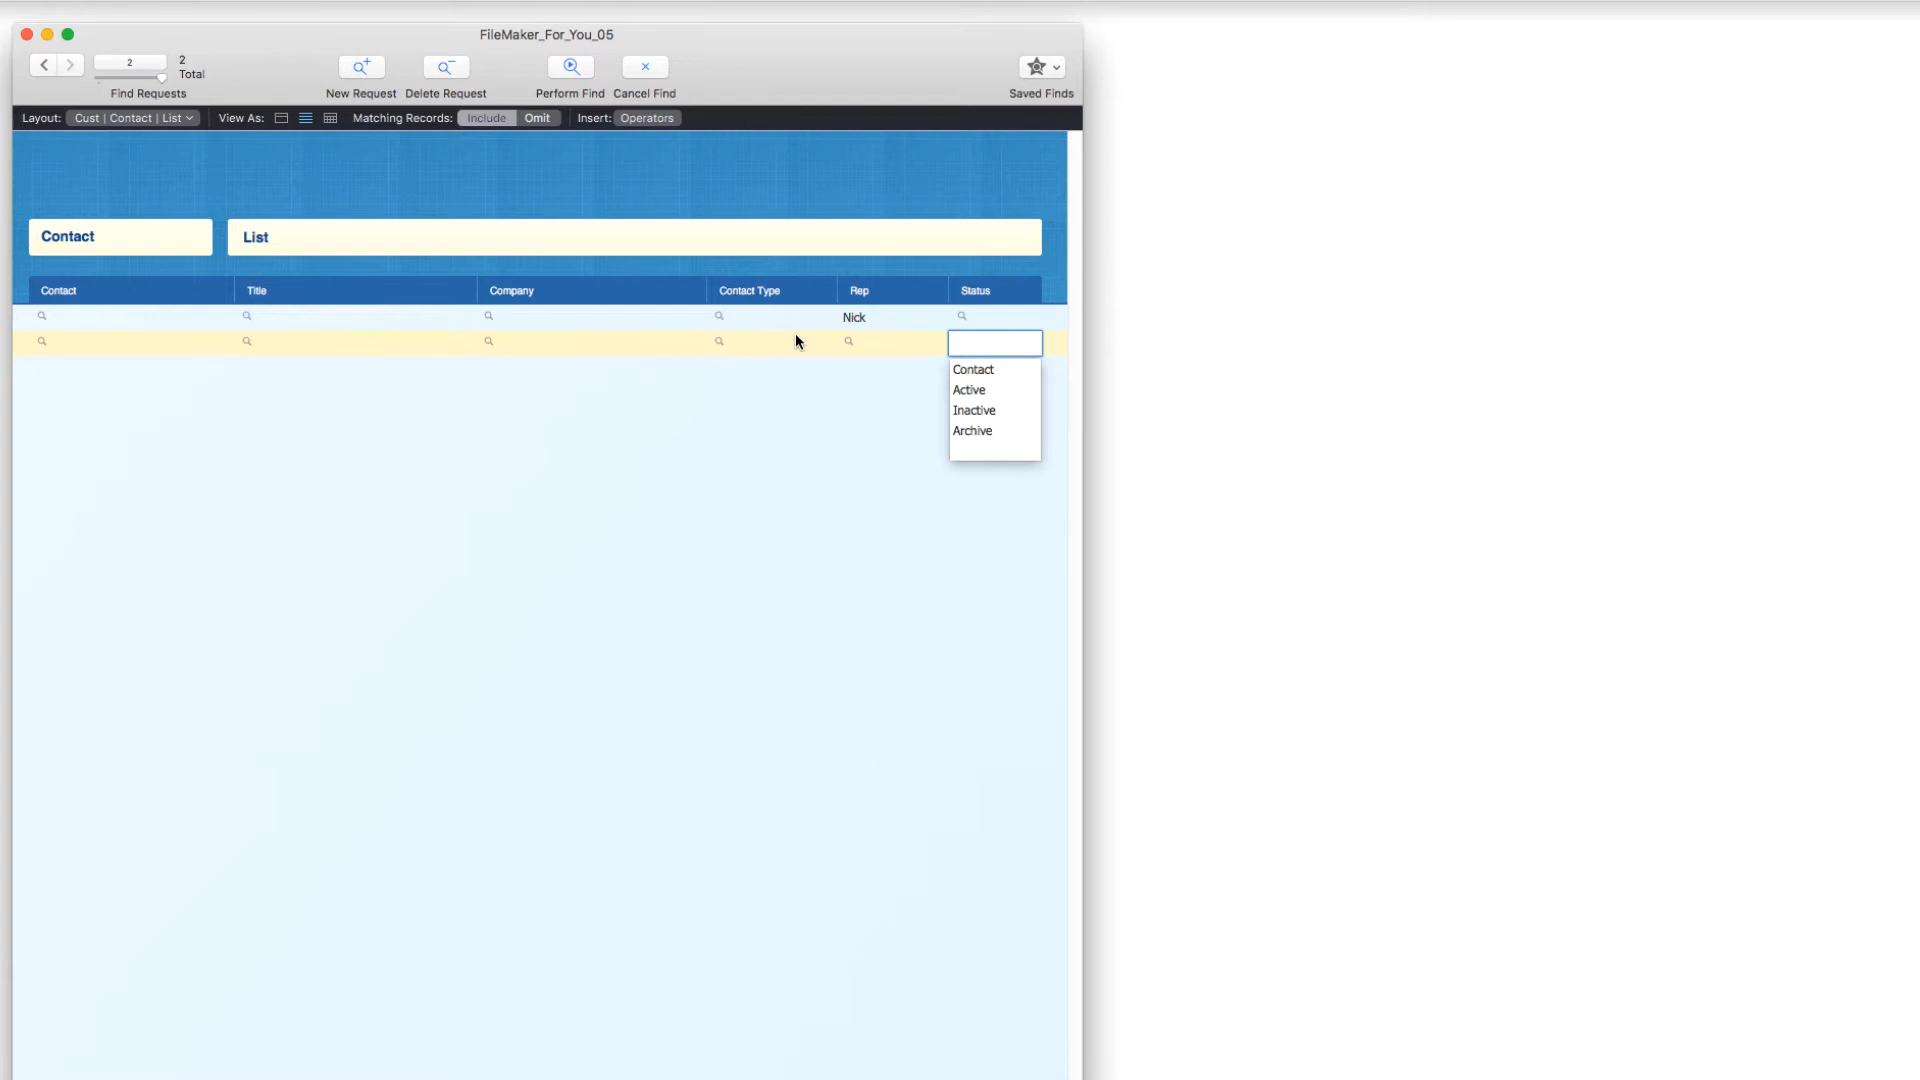 FileMaker_For_You_05
2
2
Total
Find Requests
New Request
Delete Request
Perform Find
Cancel Find
Saved Finds
Layout: Cust | Contact | List
View As:
Matching Records: Include Omit
Insert: Operators
Contact
List
Contact Title Company Contact Type Rep Status
Nick
Contact
Active
Inactive
Archive